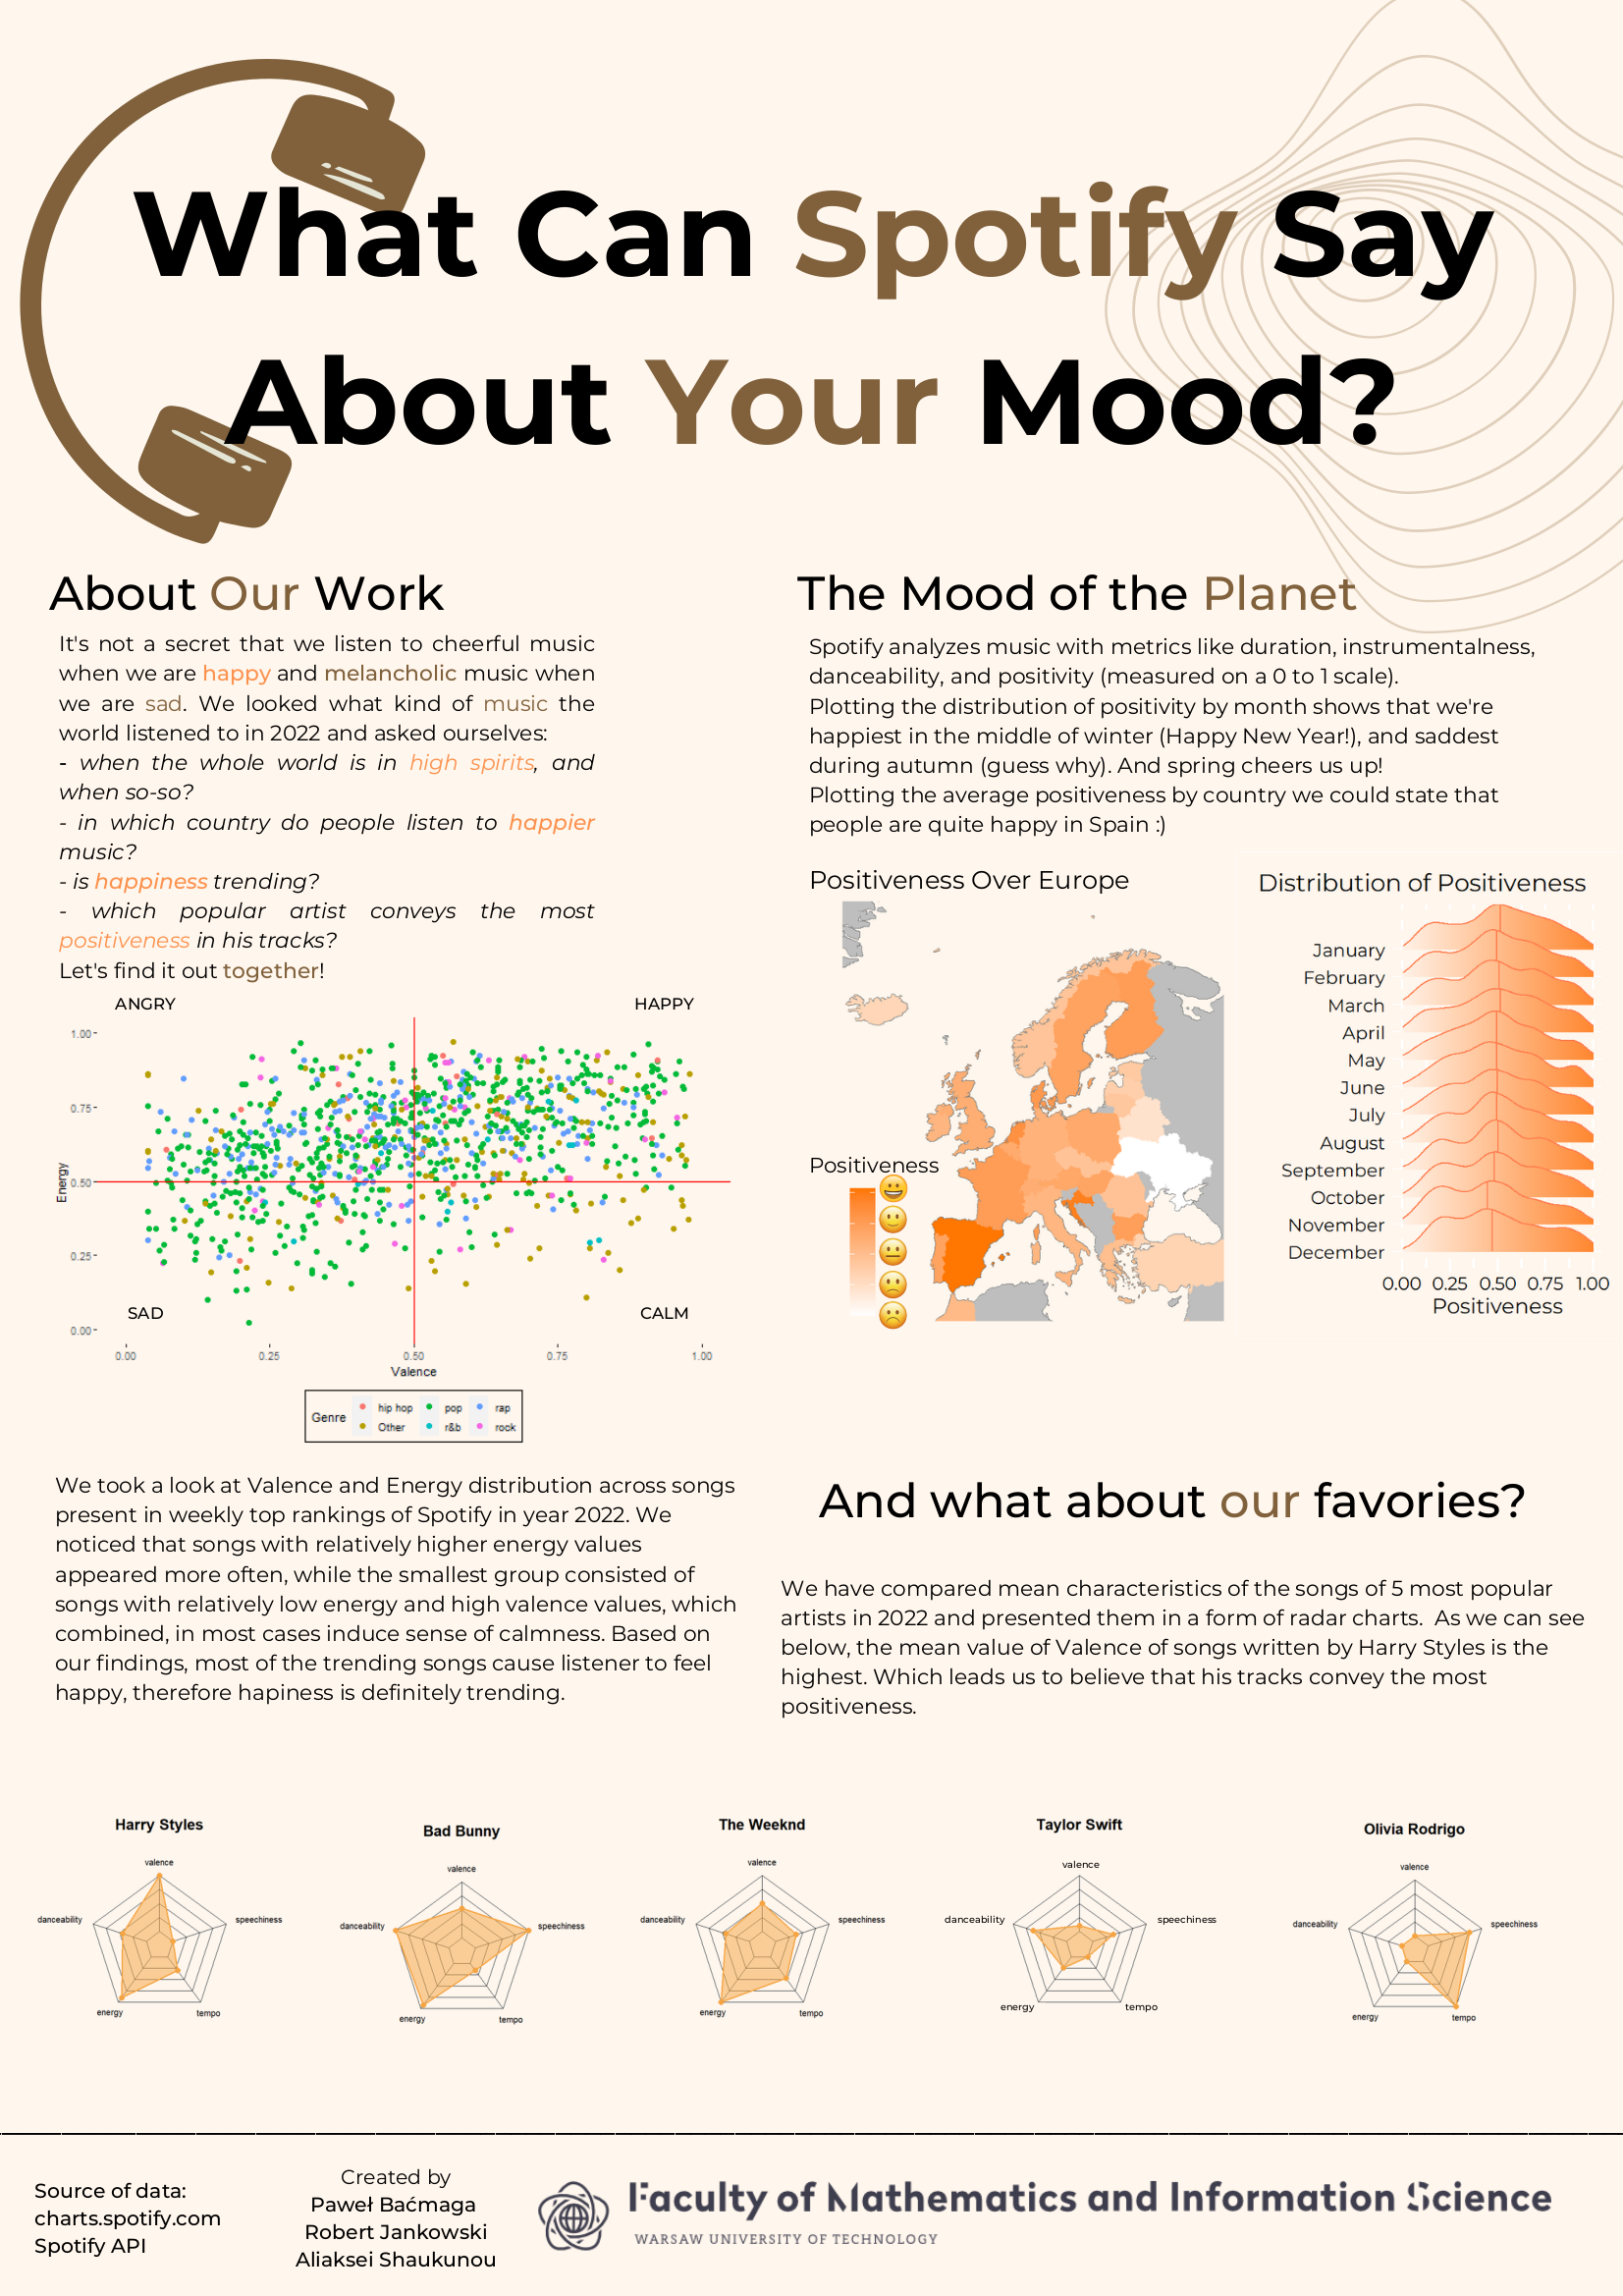 What Can Spotify Say
About Your Mood?
About Our Work
It's not a secret that we listen to cheerful music
when we are happy and melancholic music when
we are sad. We looked what kind of music the
world listened to in 2022 and asked ourselves:
- when the whole world is in high spirits, and
when so-so?
- in which country do people listen to happier
music?
- is happiness trending?
- which popular artist conveys the most
positiveness in his tracks?
Let's find it out together!
ANGRY
HAPPY
1.00
0.75
0.50
0.25
0.00
Energy
SAD
CALM
0.00
0.25
0.50
0.75
1.00
Valence
Genre
hip hop
pop
rap
Other
r&b
rock
We took a look at Valence and Energy distribution across songs
present in weekly top rankings of Spotify in year 2022. We
noticed that songs with relatively higher energy values
appeared more often, while the smallest group consisted of
songs with relatively low energy and high valence values, which
combined, in most cases induce sense of calmness. Based on
our findings, most of the trending songs cause listener to feel
happy, therefore hapiness is definitely trending.
The Mood of the Planet
Spotify analyzes music with metrics like duration, instrumentalness,
danceability, and positivity (measured on a 0 to 1 scale).
Plotting the distribution of positivity by month shows that we're
happiest in the middle of winter (Happy New Year!), and saddest
during autumn (guess why). And spring cheers us up!
Plotting the average positiveness by country we could state that
people are quite happy in Spain :)
Positiveness Over Europe
Positiveness
Distribution of Positiveness
January
February
March
April
May
June
July
August
September
October
November
December
0.00 0.25 0.50 0.75 1.00
Positiveness
And what about our favories?
We have compared mean characteristics of the songs of 5 most popular
artists in 2022 and presented them in a form of radar charts. As we can see
below, the mean value of Valence of songs written by Harry Styles is the
highest. Which leads us to believe that his tracks convey the most
positiveness.
Harry Styles
valence
danceability
speechiness
energy
tempo
Bad Bunny
valence
danceability
speechiness
energy
tempo
The Weeknd
valence
danceability
speechiness
energy
tempo
Taylor Swift
valence
danceability
speechiness
energy
tempo
Olivia Rodrigo
valence
danceability
speechiness
energy
tempo
Source of data:
charts.spotify.com
Spotify API
Created by
Paweł Baćmaga
Robert Jankowski
Aliaksei Shaukunou
Faculty of Mathematics and Information Science
WARSAW UNIVERSITY OF TECHNOLOGY